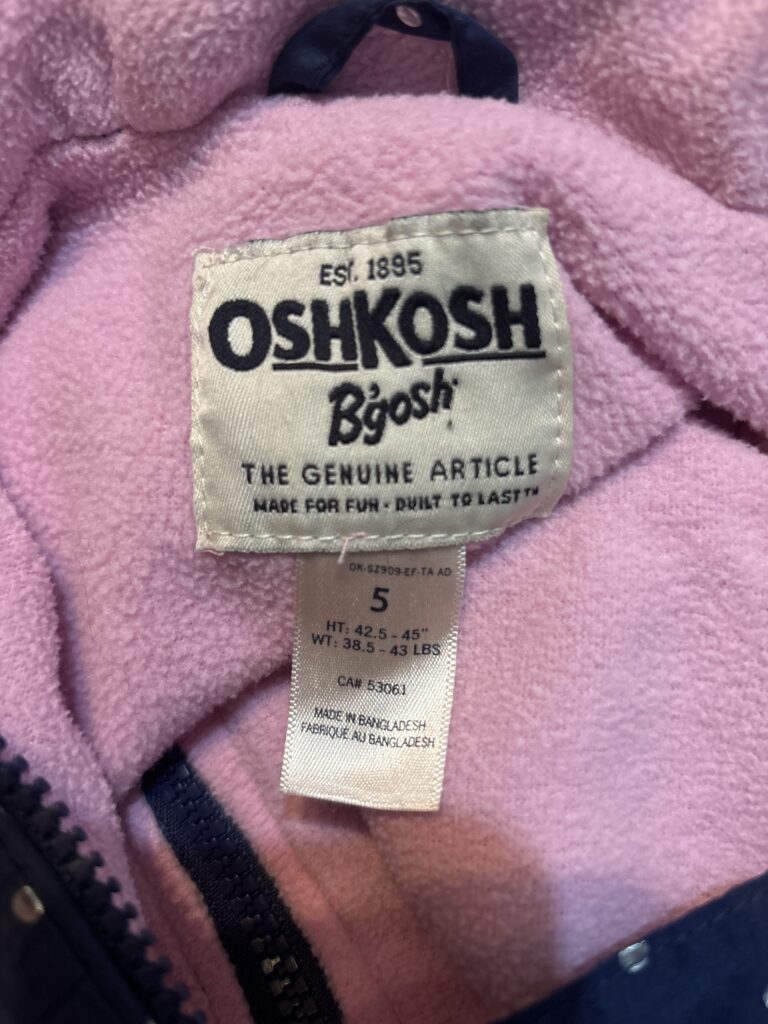 EST. 1895
OSHKOSH
B'gosh
THE GENUINE ARTICLE
MADE FOR FUN • BUILT TO LAST™
OK-SZ909-EF-TA AD
5
HT: 42.5 - 45"
WT: 38.5 - 43 LBS
CA# 53061
MADE IN BANGLADESH
FABRIQUÉ AU BANGLADESH